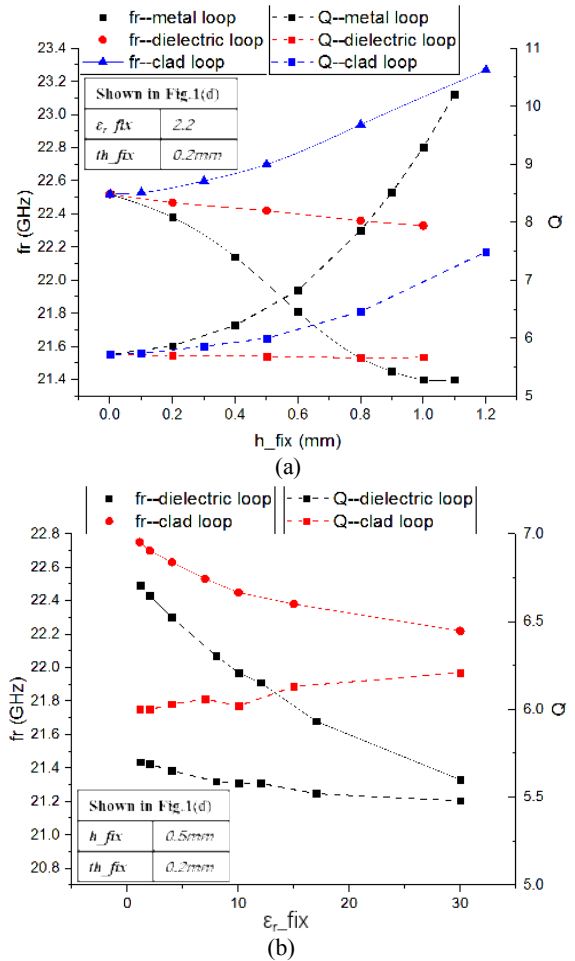 fr--metal loop Q--metal loop
fr--dielectric loop Q--dielectric loop
fr--clad loop Q--clad loop
23.4
23.2
23.0
22.8
22.6
22.4
22.2
22.0
21.8
21.6
21.4
fr (GHz)
Shown in Fig.1(d)
εr_fix 2.2
th_fix 0.2mm
11
10
9
8
7
6
5
Q
0.0 0.2 0.4 0.6 0.8 1.0 1.2
h_fix (mm)
(a)
fr--dielectric loop Q--dielectric loop
fr--clad loop Q--clad loop
22.8
22.6
22.4
22.2
22.0
21.8
21.6
21.4
21.2
21.0
20.8
fr (GHz)
Shown in Fig.1(d)
h_fix 0.5mm
th_fix 0.2mm
7.0
6.5
6.0
5.5
5.0
Q
0 10 20 30
εr_fix
(b)